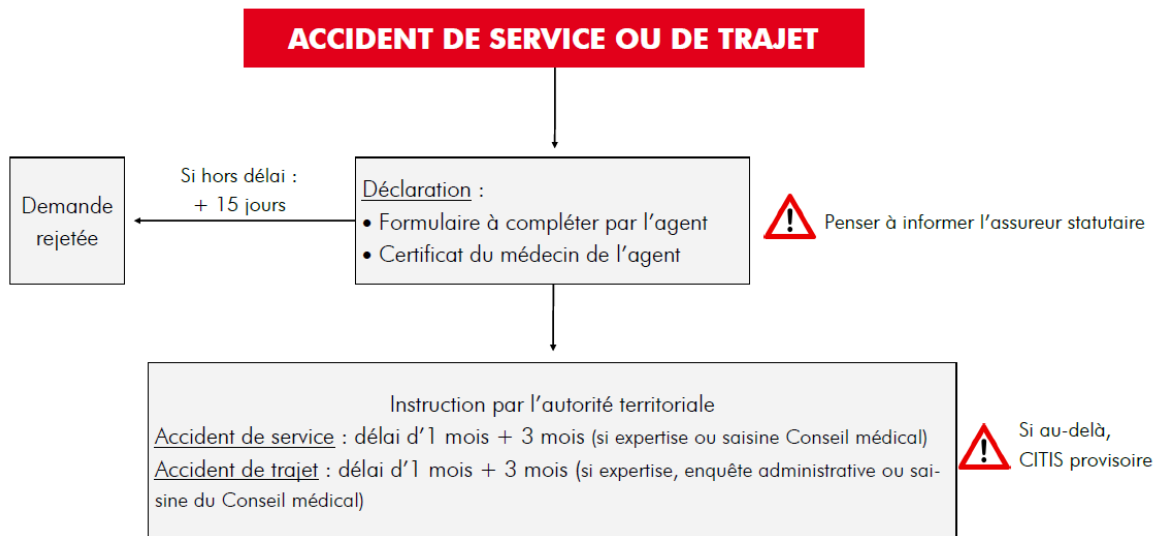 ACCIDENT DE SERVICE OU DE TRAJET
Si hors délai :
+ 15 jours
Demande
rejetée
Déclaration :
• Formulaire à compléter par l'agent
• Certificat du médecin de l'agent
Penser à informer l'assureur statutaire
Instruction par l'autorité territoriale
Accident de service : délai d'1 mois + 3 mois (si expertise ou saisine Conseil médical)
Accident de trajet : délai d'1 mois + 3 mois (si expertise, enquête administrative ou sai-
sine du Conseil médical)
Si au-delà,
CITIS provisoire